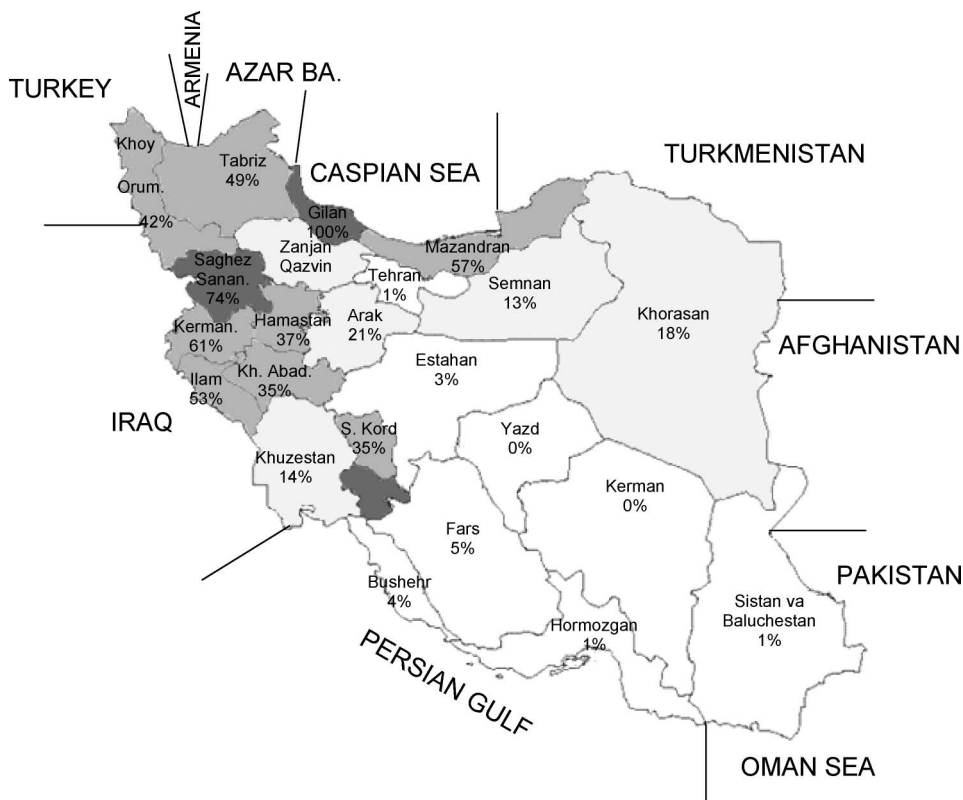 ARMENIA
AZAR BA.
TURKEY
CASPIAN SEA
TURKMENISTAN
Khoy
Orum.
42%
Tabriz
49%
Gilan
100%
Zanjan
Qazvin
Mazandran
57%
Saghez
Sanan.
74%
Tehran
1%
Semnan
13%
Khorasan
18%
Kerman.
61%
Hamastan
37%
Arak
21%
AFGHANISTAN
Estahan
3%
Kh. Abad.
35%
Ilam
53%
IRAQ
S. Kord
35%
Yazd
0%
Khuzestan
14%
Kerman
0%
Fars
5%
Bushehr
4%
PAKISTAN
Sistan va
Baluchestan
1%
Hormozgan
1%
PERSIAN GULF
OMAN SEA